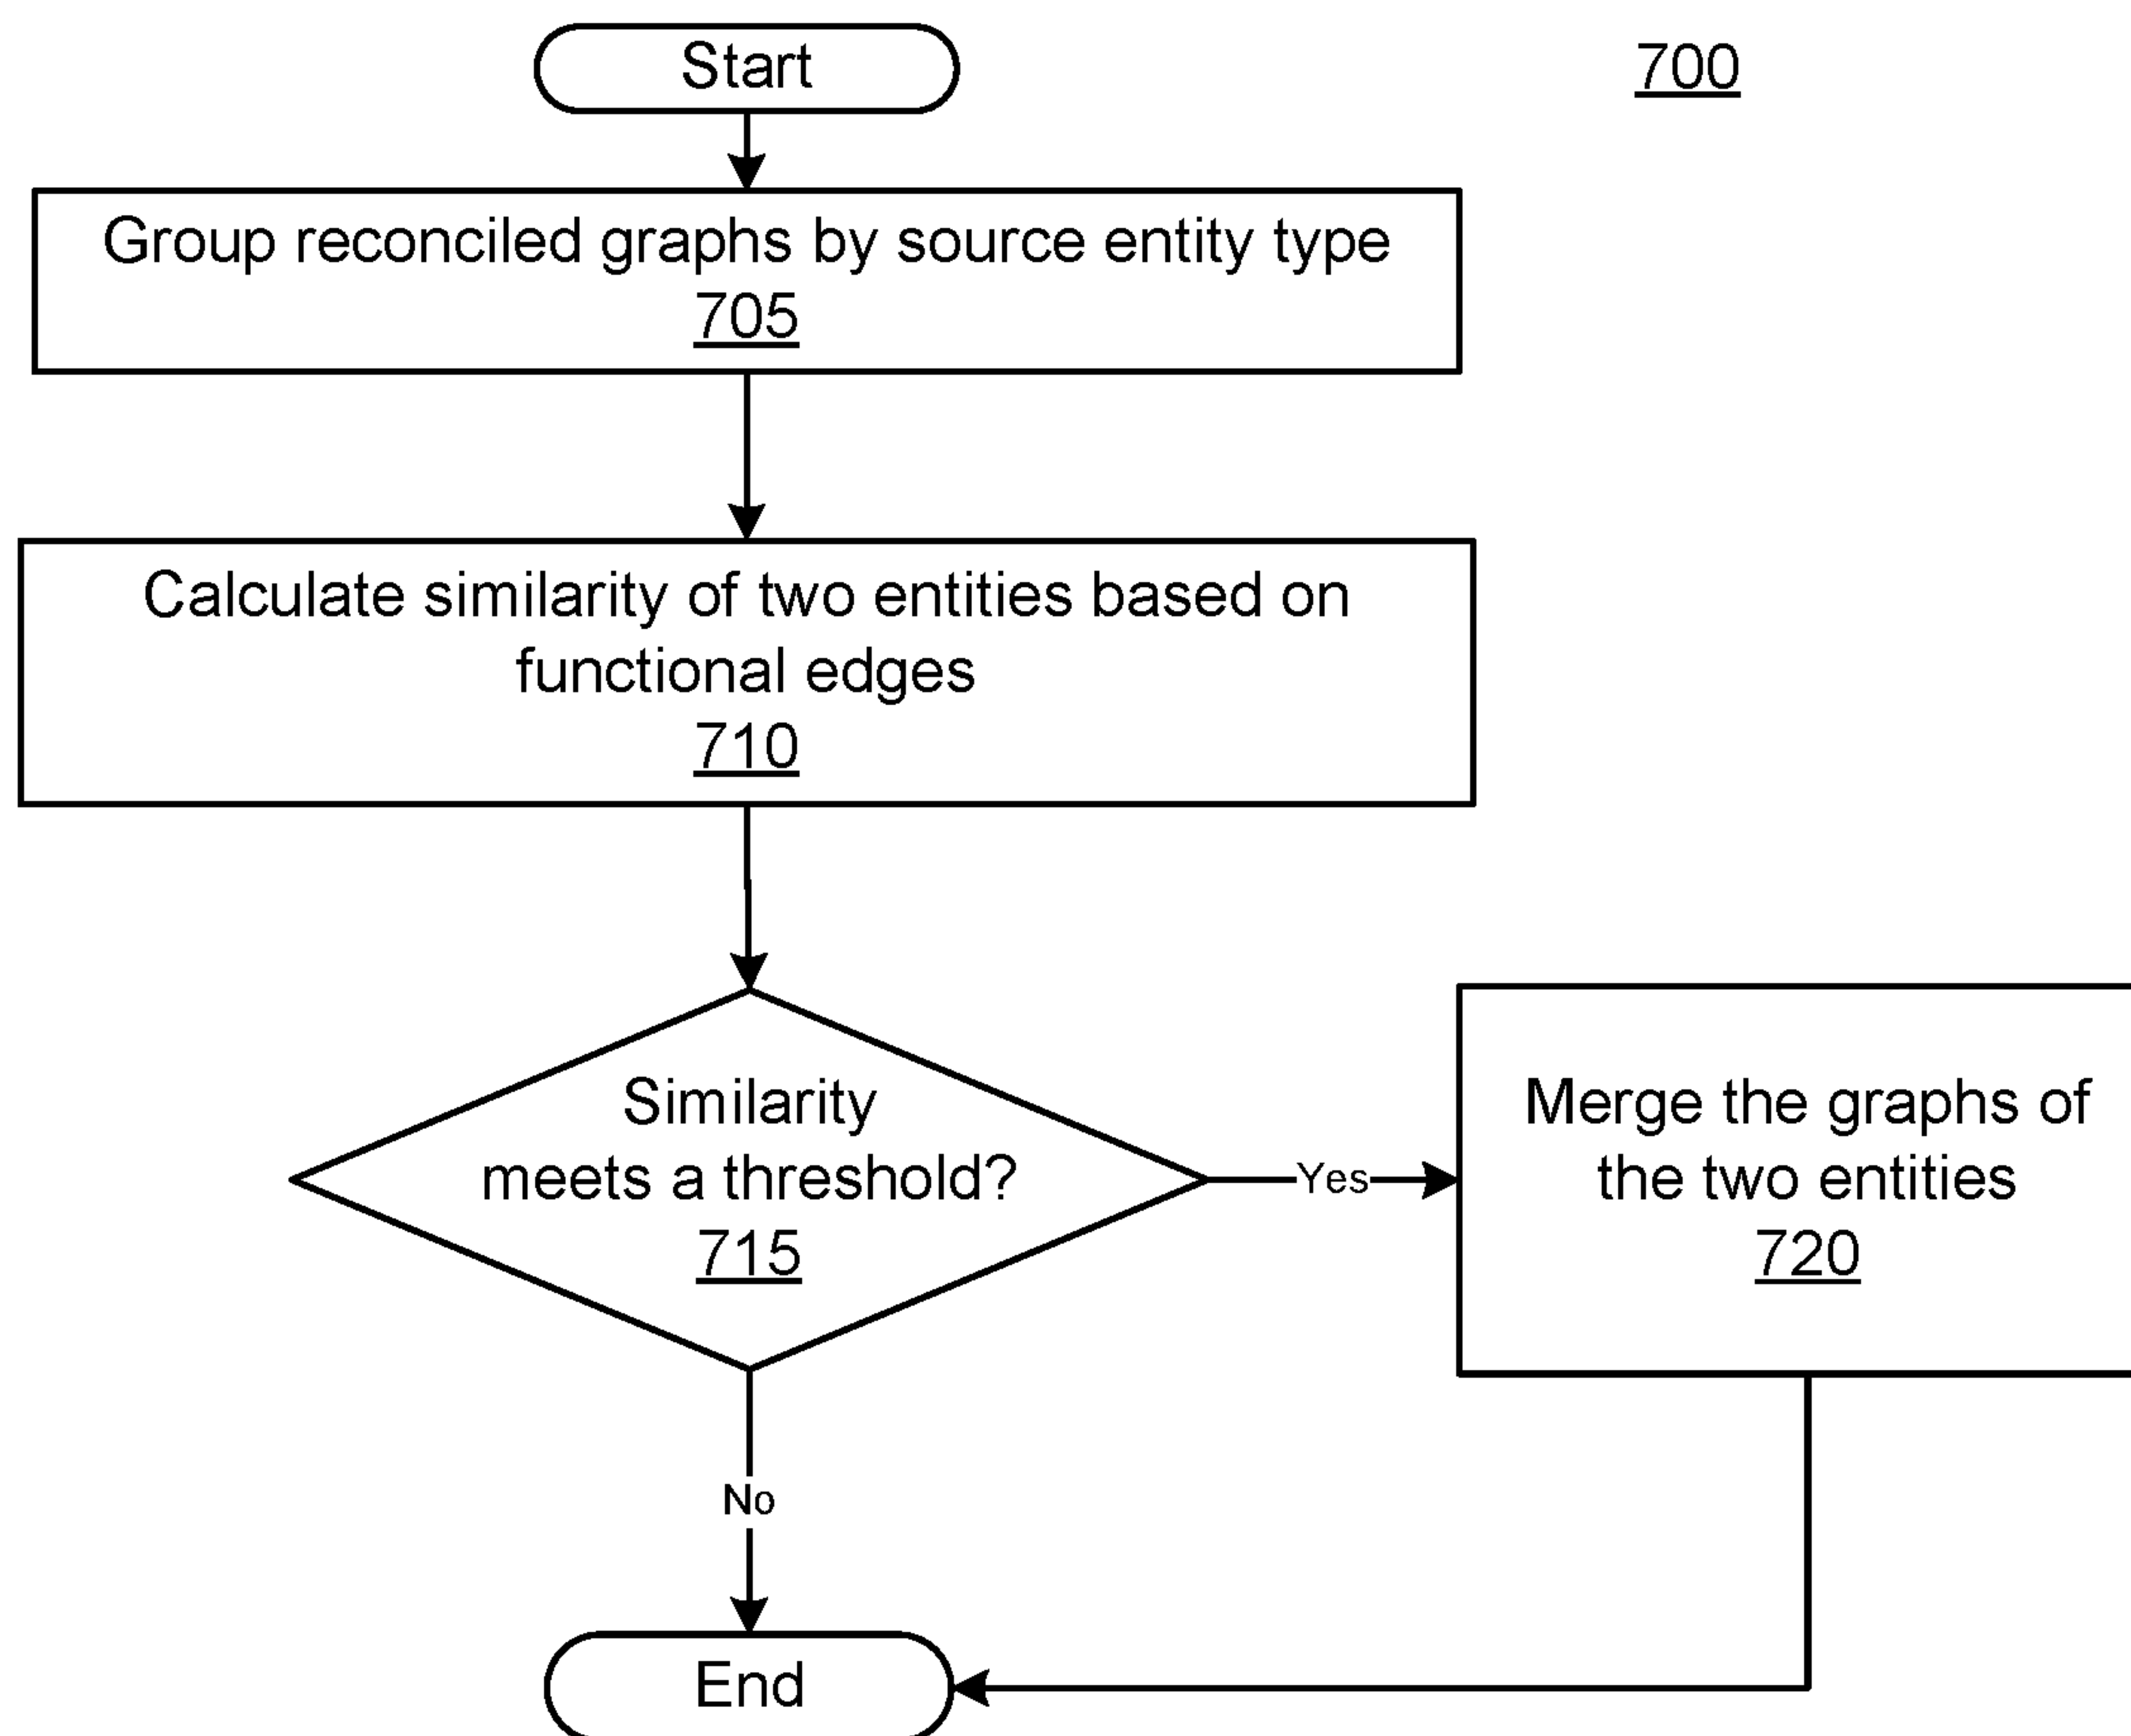 Start
700
Group reconciled graphs by source entity type
705
Calculate similarity of two entities based on
functional edges
710
Similarity
meets a threshold?
715
Yes
Merge the graphs of
the two entities
720
No
End